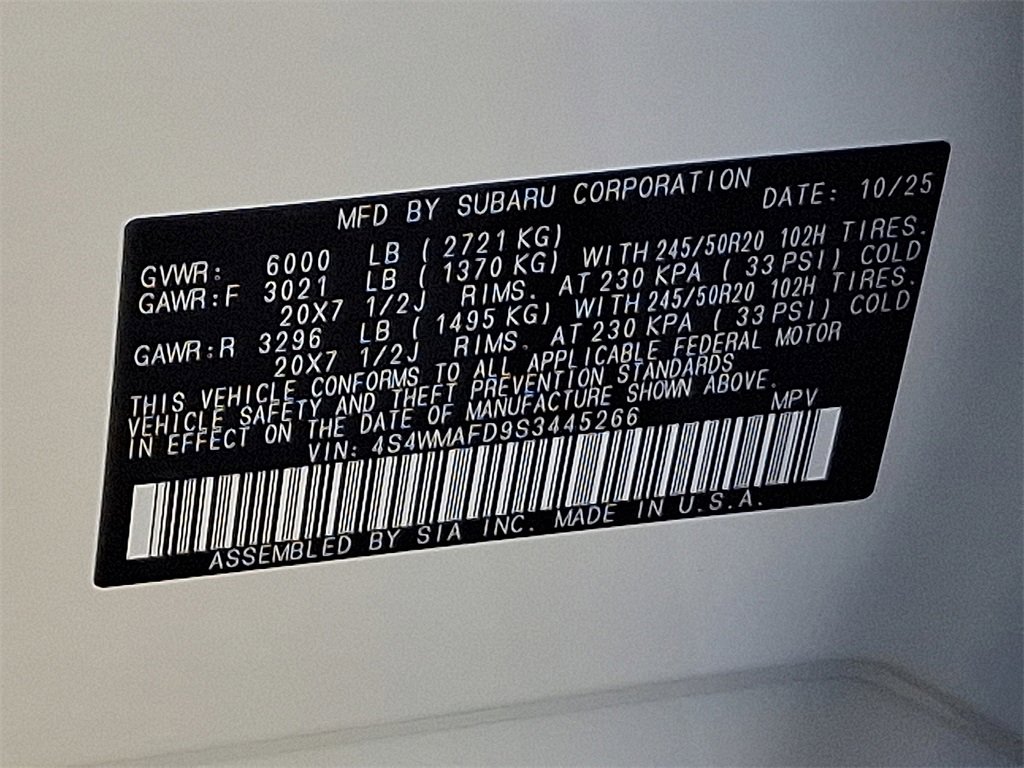 MFD BY SUBARU CORPORATION DATE: 10/25
GVWR: 6000 LB ( 2721 KG)
GAWR:F 3021 LB ( 1370 KG) WITH 245/50R20 102H TIRES.
20X7 1/2J RIMS. AT 230 KPA ( 33 PSI) COLD
GAWR:R 3296 LB ( 1495 KG) WITH 245/50R20 102H TIRES.
20X7 1/2J RIMS. AT 230 KPA ( 33 PSI) COLD
THIS VEHICLE CONFORMS TO ALL APPLICABLE FEDERAL MOTOR
VEHICLE SAFETY AND THEFT PREVENTION STANDARDS
IN EFFECT ON THE DATE OF MANUFACTURE SHOWN ABOVE.
VIN: 4S4WMAFD9S3445266 MPV
ASSEMBLED BY SIA INC. MADE IN U.S.A.